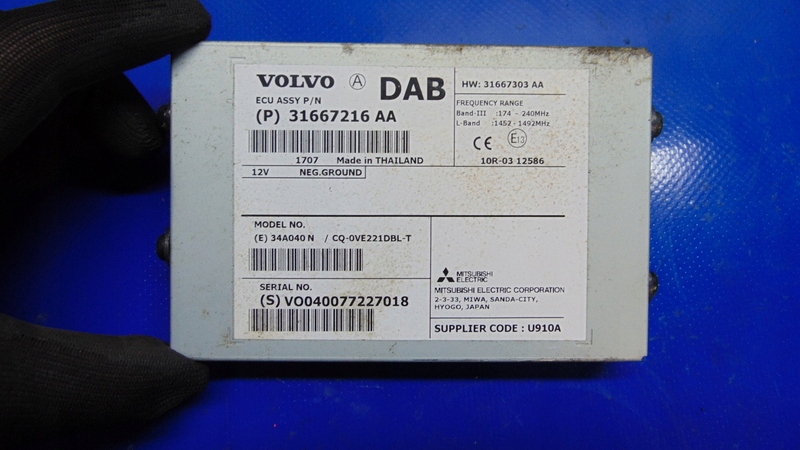 VOLVO A DAB
ECU ASSY P/N
(P) 31667216 AA
1707 Made in THAILAND
HW: 31667303 AA
FREQUENCY RANGE
Band-III :174 - 240MHz
L-Band :1452 - 1492MHz
CE E13
10R-03 12586
12V NEG.GROUND
MODEL NO.
(E) 34A040 N / CQ-0VE221DBL-T
SERIAL NO.
(S) VO040077227018
MITSUBISHI
ELECTRIC
MITSUBISHI ELECTRIC CORPORATION
2-3-33, MIWA, SANDA-CITY,
HYOGO, JAPAN
SUPPLIER CODE : U910A